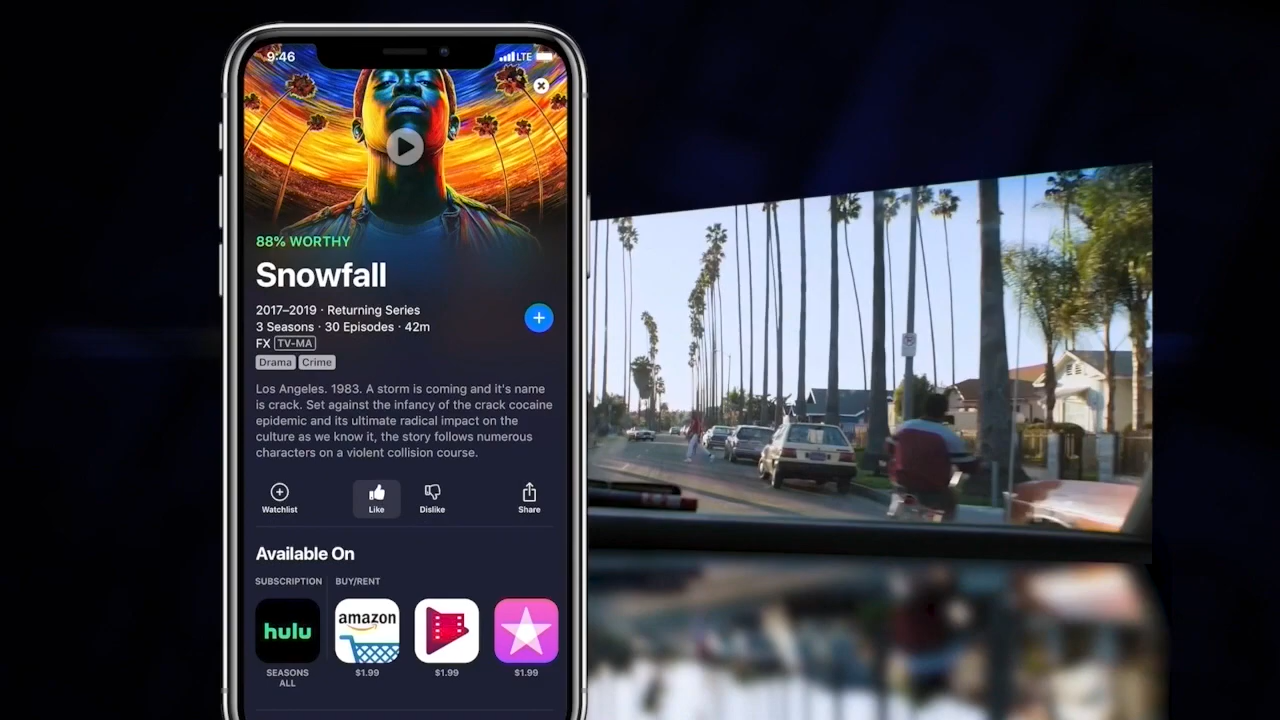 9:46
LTE
88% WORTHY
Snowfall
2017–2019 · Returning Series
3 Seasons · 30 Episodes · 42m
FX TV-MA
Drama Crime
Los Angeles. 1983. A storm is coming and it's name
is crack. Set against the infancy of the crack cocaine
epidemic and its ultimate radical impact on the
culture as we know it, the story follows numerous
characters on a violent collision course.
Watchlist Like Dislike Share
Available On
SUBSCRIPTION BUY/RENT
hulu amazon
SEASONS $1.99 $1.99 $1.99
ALL